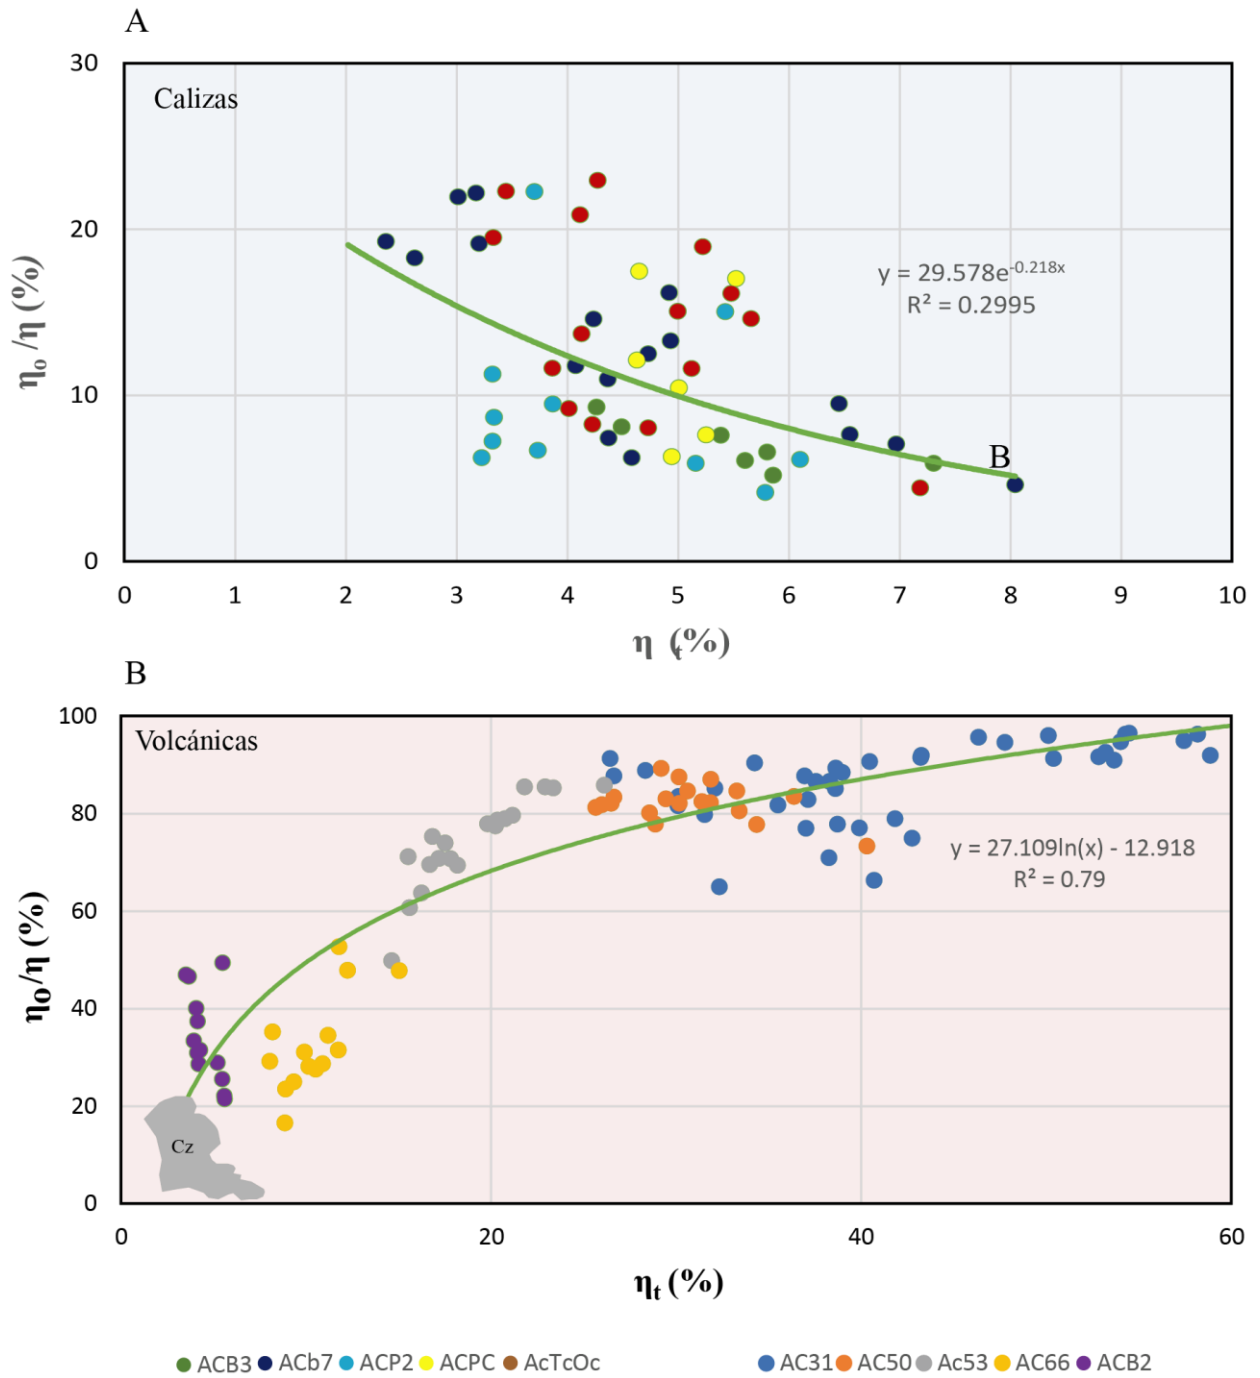 A
30
Calizas
20
y = 29.578e^-0.218x
R² = 0.2995
10
B
0
0 1 2 3 4 5 6 7 8 9 10
ηo /η (%)
η t(%)
B
100
Volcánicas
80
y = 27.109ln(x) - 12.918
R² = 0.79
60
40
20
Cz
0
0 20 40 60
ηo/η (%)
ηt (%)
ACB3 ACb7 ACP2 ACPC AcTcOc AC31 AC50 Ac53 AC66 ACB2